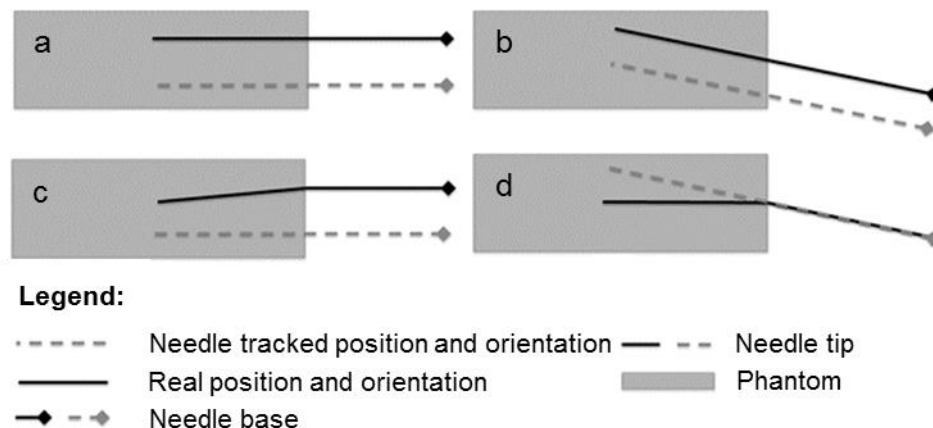 a
b
c
d
Legend:
Needle tracked position and orientation
Needle tip
Real position and orientation
Phantom
Needle base